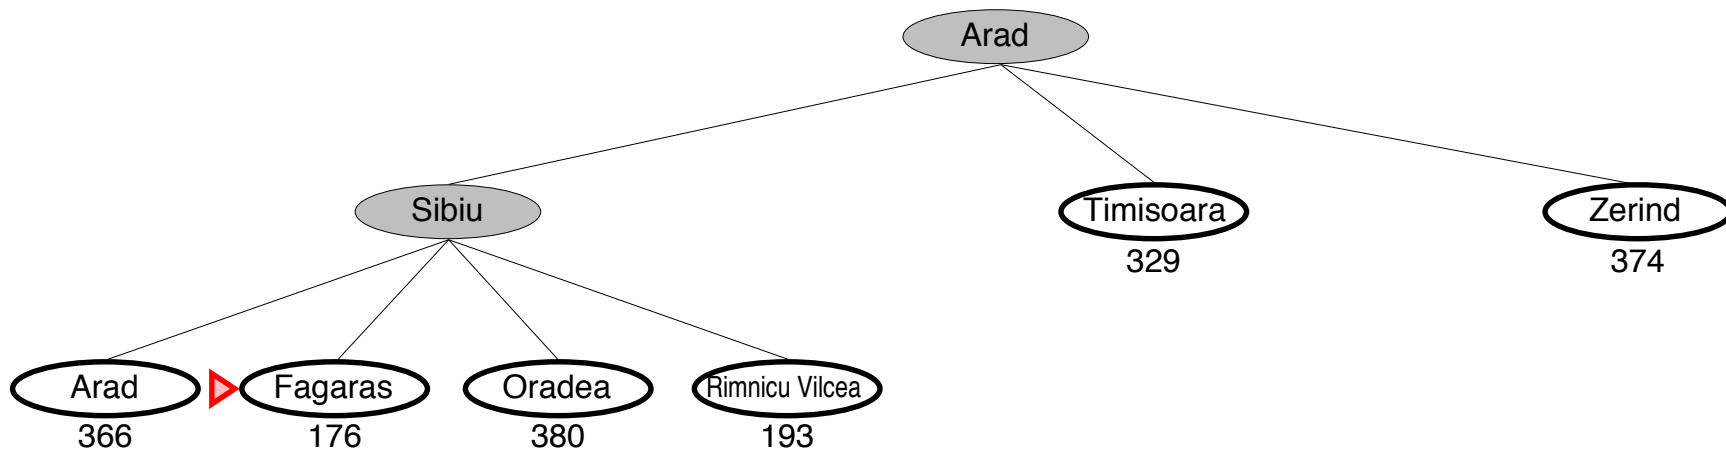 Arad
Sibiu
Timisoara
Zerind
329
374
Arad
Fagaras
Oradea
Rimnicu Vilcea
366
176
380
193